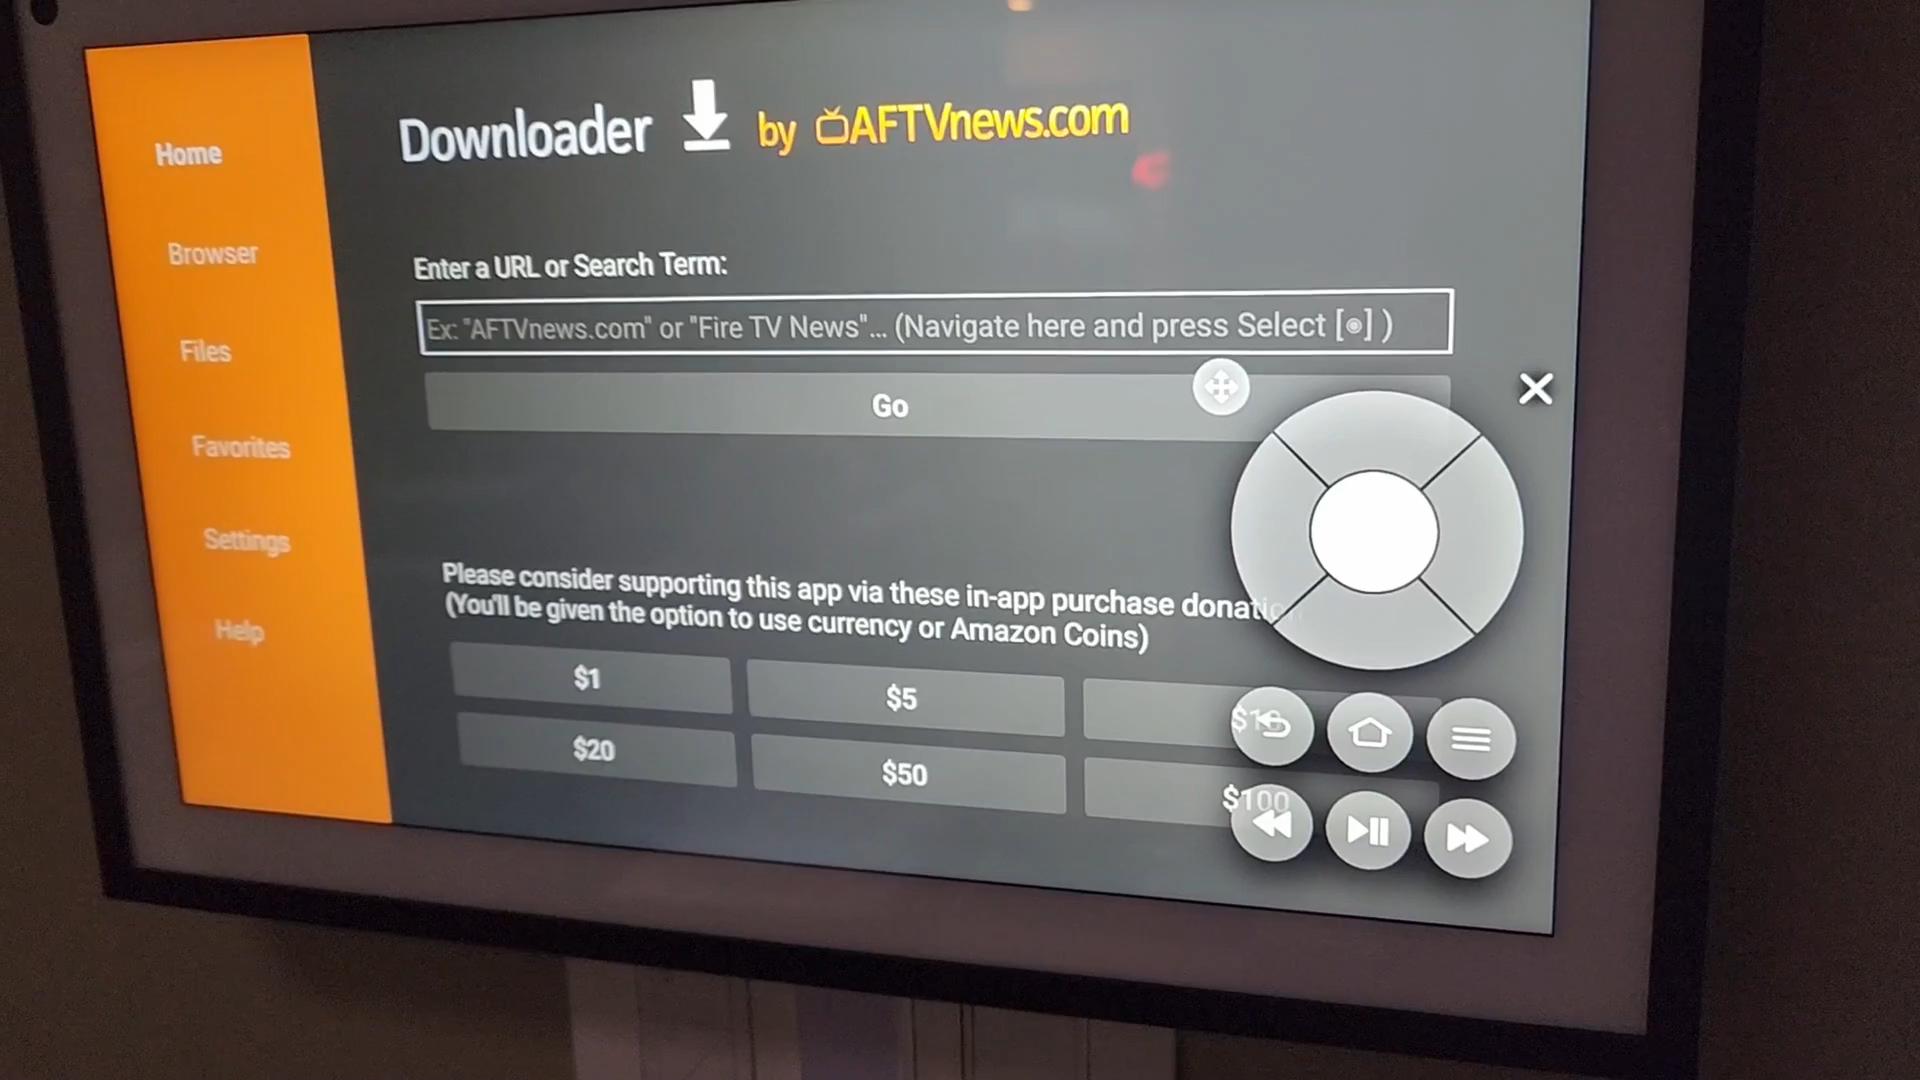 Downloader by AFTVnews.com
Home
Browser
Files
Favorites
Settings
Help
Enter a URL or Search Term:
Ex: "AFTVnews.com" or "Fire TV News"... (Navigate here and press Select [◉] )
Go
Please consider supporting this app via these in-app purchase
(You'll be given the option to use currency or Amazon Coins)
$1
$5
$20
$50
$100